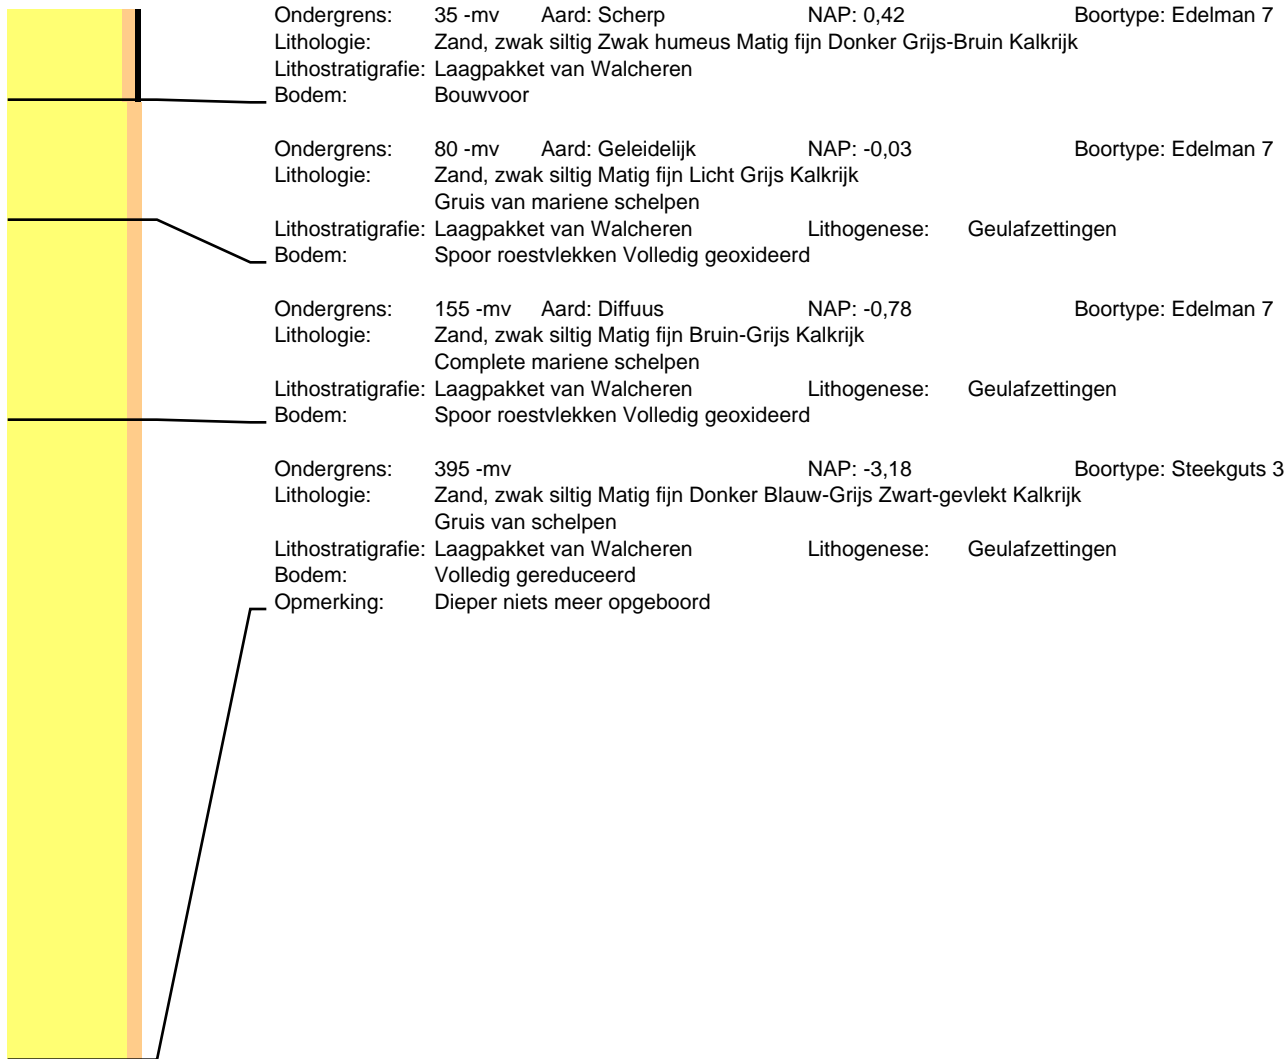 Ondergrens: 35 -mv Aard: Scherp NAP: 0,42 Boortype: Edelman 7
Lithologie: Zand, zwak siltig Zwak humeus Matig fijn Donker Grijs-Bruin Kalkrijk
Lithostratigrafie: Laagpakket van Walcheren
Bodem: Bouwvoor
Ondergrens: 80 -mv Aard: Geleidelijk NAP: -0,03 Boortype: Edelman 7
Lithologie: Zand, zwak siltig Matig fijn Licht Grijs Kalkrijk
Gruis van mariene schelpen
Lithostratigrafie: Laagpakket van Walcheren Lithogenese: Geulafzettingen
Bodem: Spoor roestvlekken Volledig geoxideerd
Ondergrens: 155 -mv Aard: Diffuus NAP: -0,78 Boortype: Edelman 7
Lithologie: Zand, zwak siltig Matig fijn Bruin-Grijs Kalkrijk
Complete mariene schelpen
Lithostratigrafie: Laagpakket van Walcheren Lithogenese: Geulafzettingen
Bodem: Spoor roestvlekken Volledig geoxideerd
Ondergrens: 395 -mv NAP: -3,18 Boortype: Steekguts 3
Lithologie: Zand, zwak siltig Matig fijn Donker Blauw-Grijs Zwart-gevlekt Kalkrijk
Gruis van schelpen
Lithostratigrafie: Laagpakket van Walcheren Lithogenese: Geulafzettingen
Bodem: Volledig gereduceerd
Opmerking: Dieper niets meer opgeboord